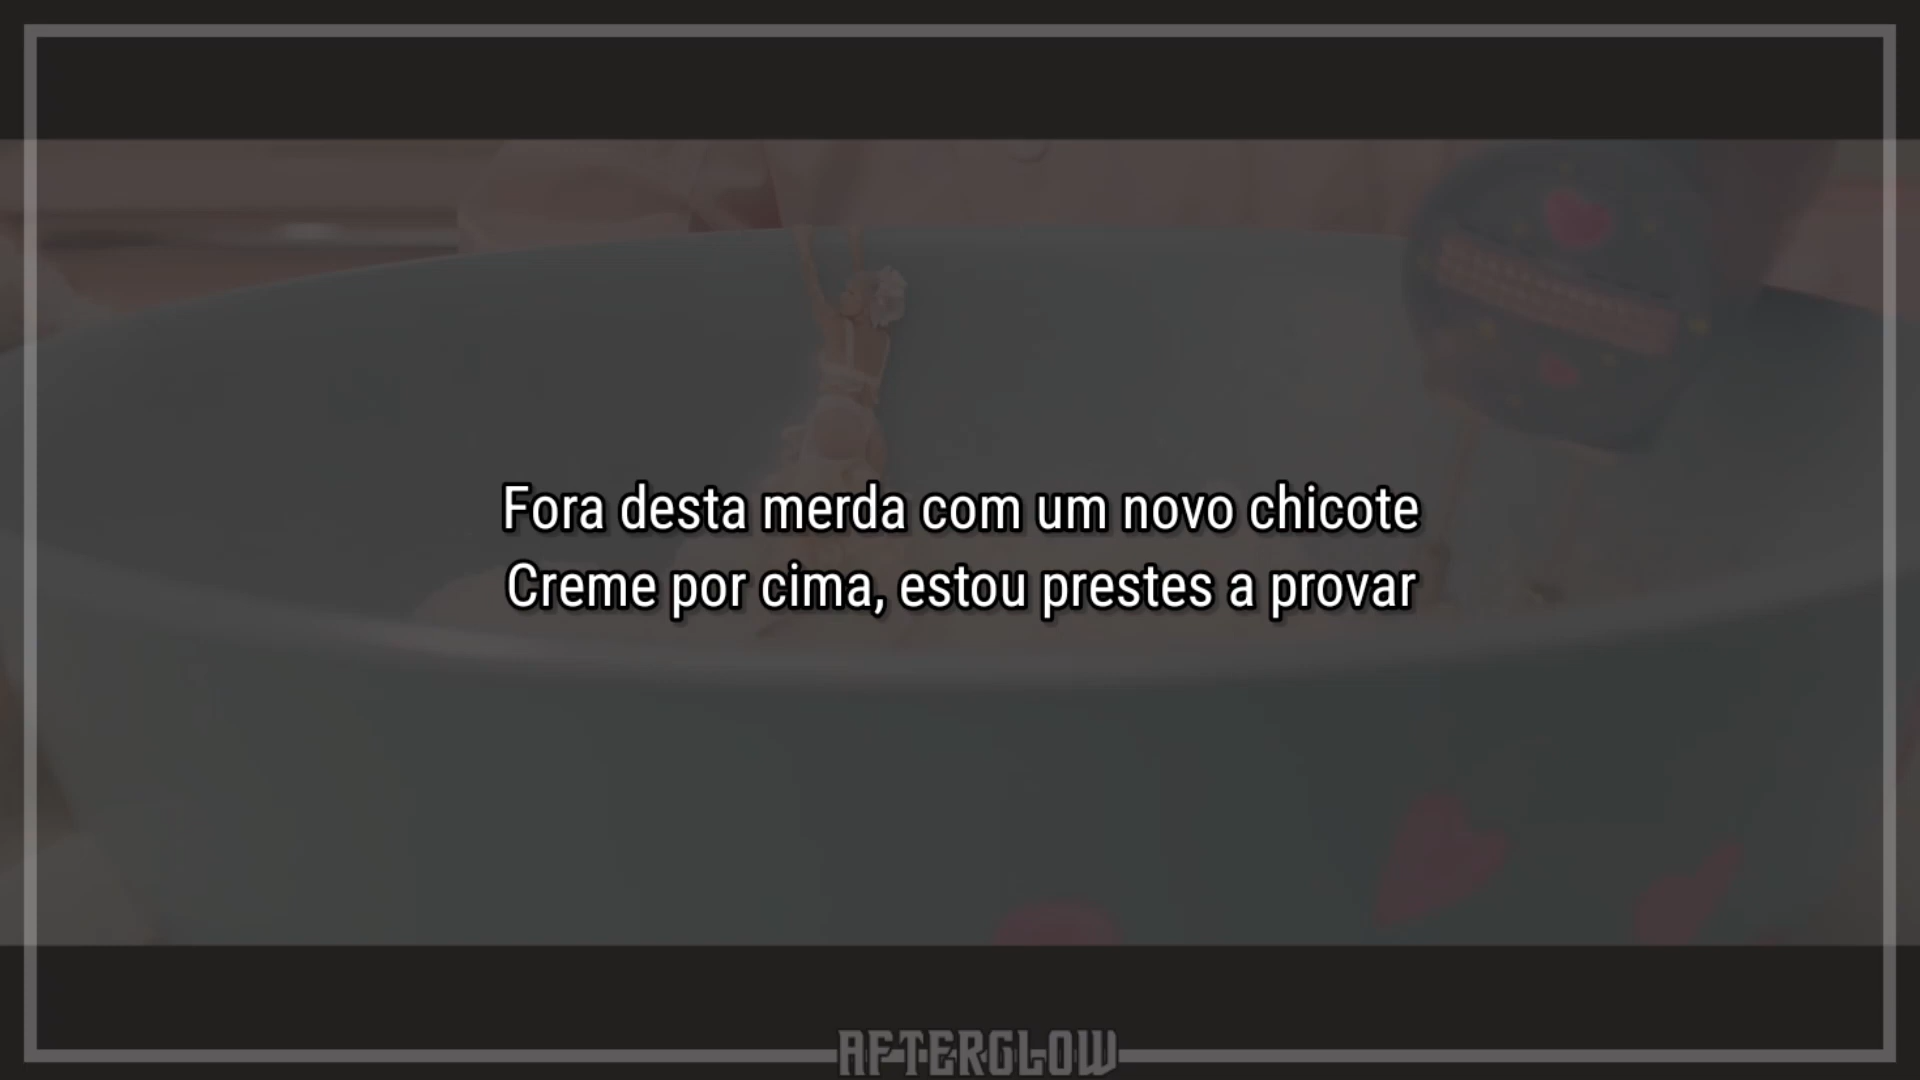 Fora desta merda com um novo chicote
Creme por cima, estou prestes a provar
AFTERGLOW